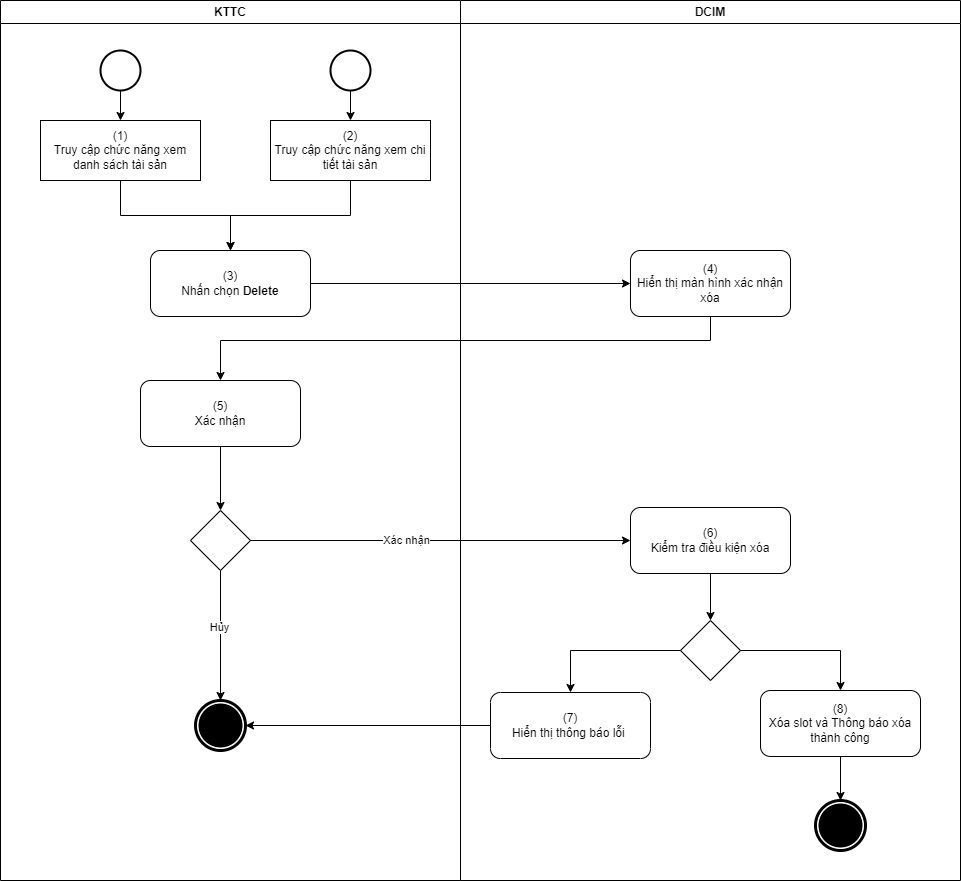 KTTC
DCIM
(1)
Truy cập chức năng xem
danh sách tài sản
(2)
Truy cập chức năng xem chi
tiết tài sản
(3)
Nhấn chọn Delete
(4)
Hiển thị màn hình xác nhận
xóa
(5)
Xác nhận
Xác nhận
(6)
Kiểm tra điều kiện xóa
Hủy
(7)
Hiển thị thông báo lỗi
(8)
Xóa slot và Thông báo xóa
thành công